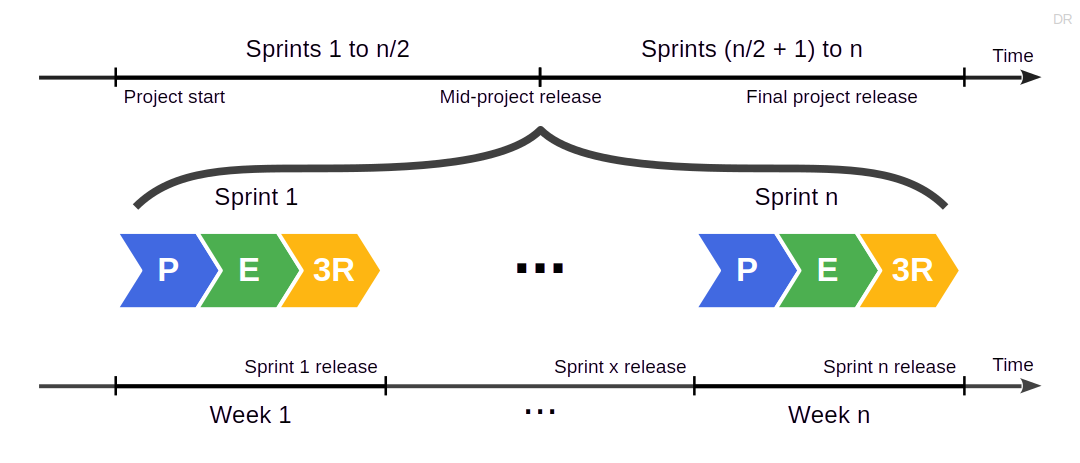 DR
Sprints 1 to n/2
Sprints (n/2 + 1) to n
Time
Project start
Mid-project release
Final project release
Sprint 1
Sprint n
P
E
3R
...
P
E
3R
Sprint 1 release
Sprint x release
Sprint n release
Time
Week 1
...
Week n